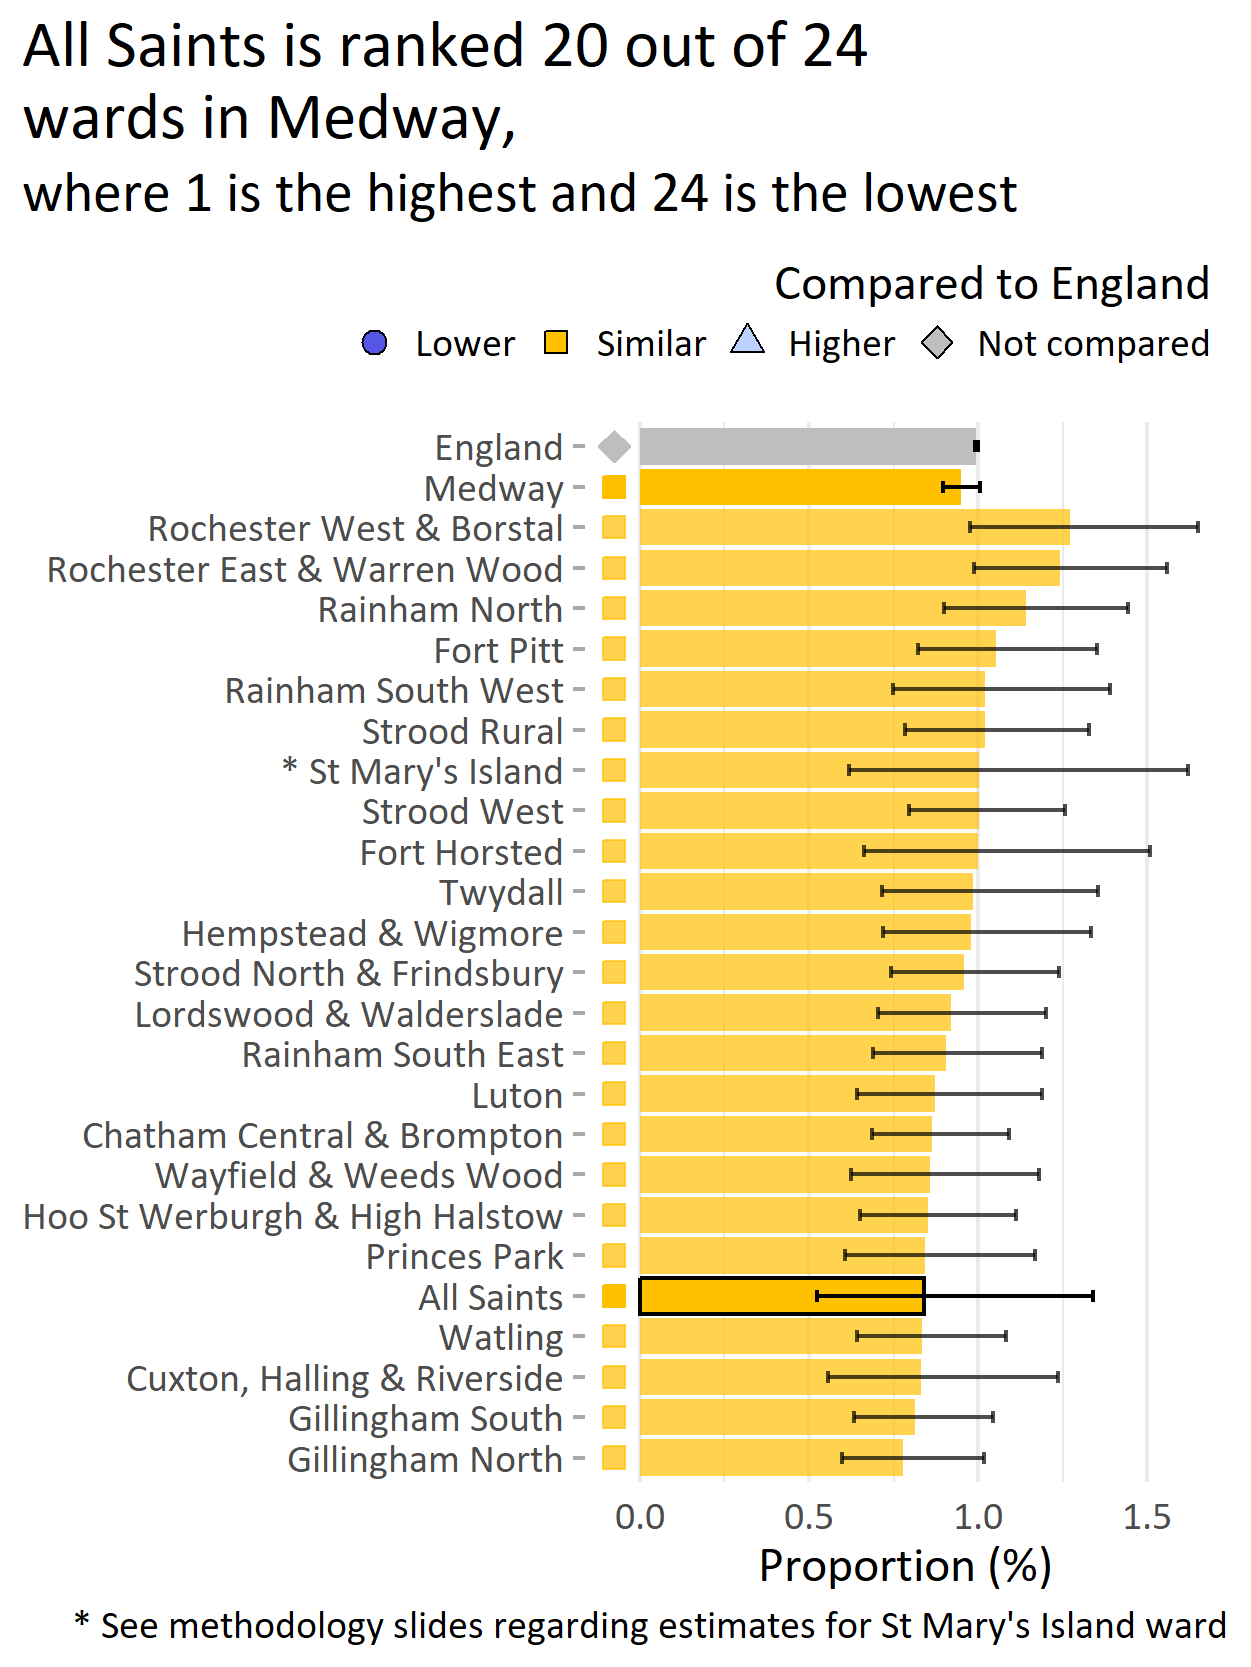 All Saints is ranked 20 out of 24
wards in Medway,
where 1 is the highest and 24 is the lowest
Compared to England
Lower Similar Higher Not compared
England
Medway
Rochester West & Borstal
Rochester East & Warren Wood
Rainham North
Fort Pitt
Rainham South West
Strood Rural
* St Mary's Island
Strood West
Fort Horsted
Twydall
Hempstead & Wigmore
Strood North & Frindsbury
Lordswood & Walderslade
Rainham South East
Luton
Chatham Central & Brompton
Wayfield & Weeds Wood
Hoo St Werburgh & High Halstow
Princes Park
All Saints
Watling
Cuxton, Halling & Riverside
Gillingham South
Gillingham North
0.0 0.5 1.0 1.5
Proportion (%)
* See methodology slides regarding estimates for St Mary's Island ward